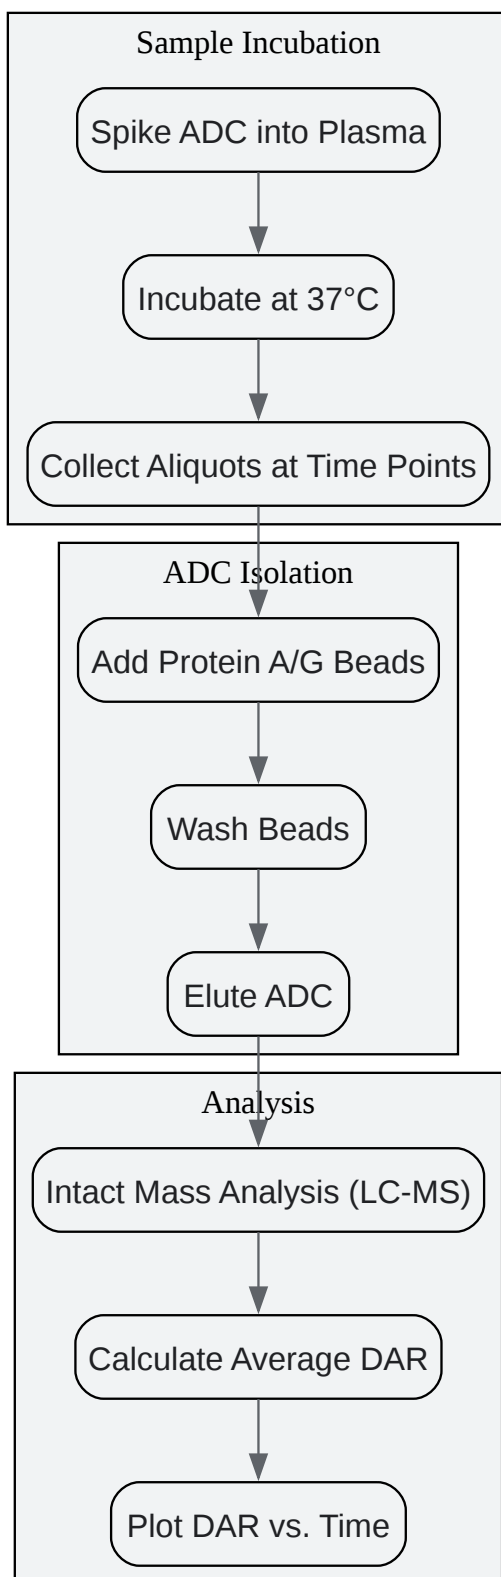 Sample Incubation
Spike ADC into Plasma
Incubate at 37°C
Collect Aliquots at Time Points
ADC Isolation
Add Protein A/G Beads
Wash Beads
Elute ADC
Analysis
Intact Mass Analysis (LC-MS)
Calculate Average DAR
Plot DAR vs. Time